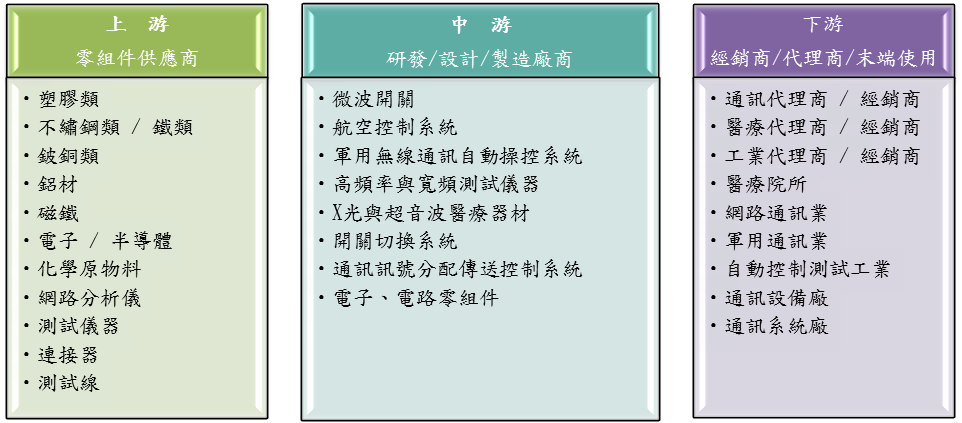 上 游
零組件供應商
・塑膠類
・不繡鋼類 / 鐵類
・鈹銅類
・鋁材
・磁鐵
・電子 / 半導體
・化學原物料
・網路分析儀
・測試儀器
・連接器
・測試線
中 游
研發/設計/製造廠商
・微波開關
・航空控制系統
・軍用無線通訊自動操控系統
・高頻率與寬頻測試儀器
・X光與超音波醫療器材
・開關切換系統
・通訊訊號分配傳送控制系統
・電子、電路零組件
下游
經銷商/代理商/末端使用
・通訊代理商 / 經銷商
・醫療代理商 / 經銷商
・工業代理商 / 經銷商
・醫療院所
・網路通訊業
・軍用通訊業
・自動控制測試工業
・通訊設備廠
・通訊系統廠